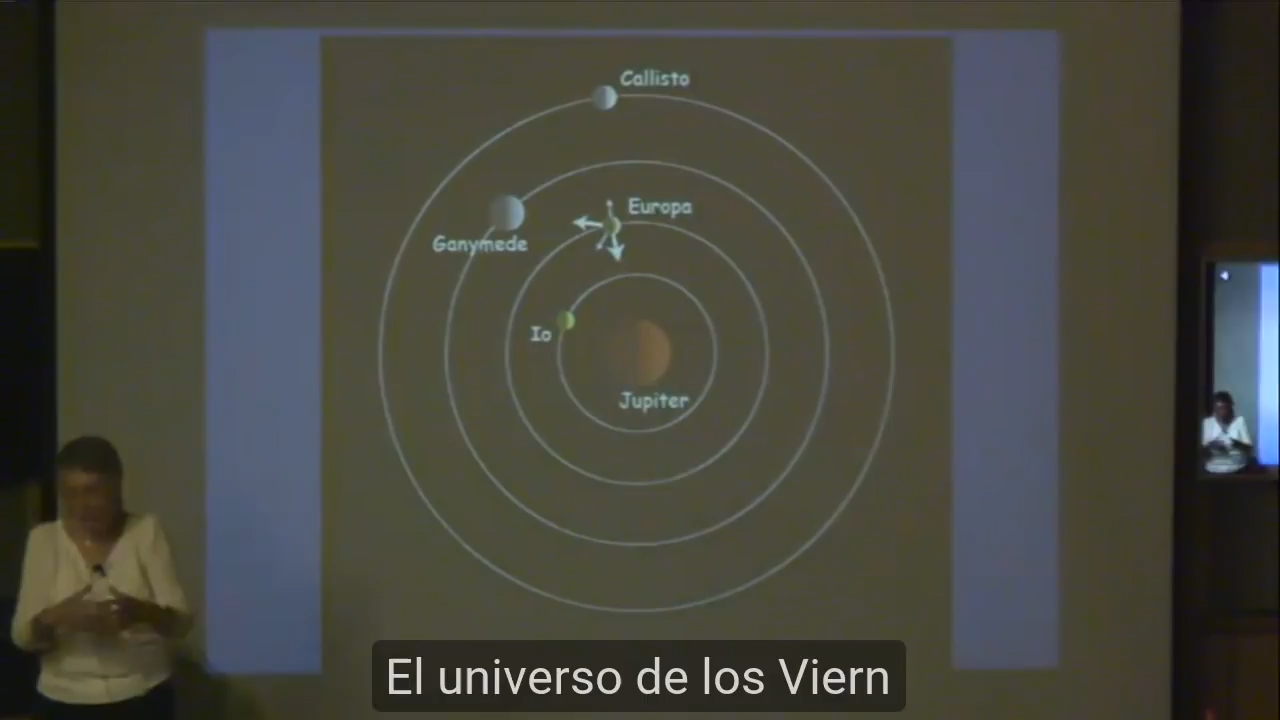 Callisto
Europa
Ganymede
Io
Jupiter
El universo de los Viern